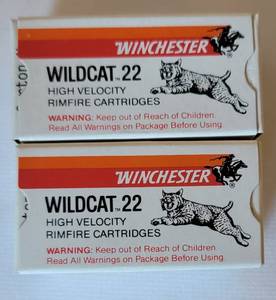 WINCHESTER
®
WILDCAT™ 22
HIGH VELOCITY
RIMFIRE CARTRIDGES
WARNING: Keep out of Reach of Children
Read All Warnings on Package Before Using
WINCHESTER
®
WILDCAT™ 22
HIGH VELOCITY
RIMFIRE CARTRIDGES
WARNING: Keep out of Reach of Children
Read All Warnings on Package Before Using